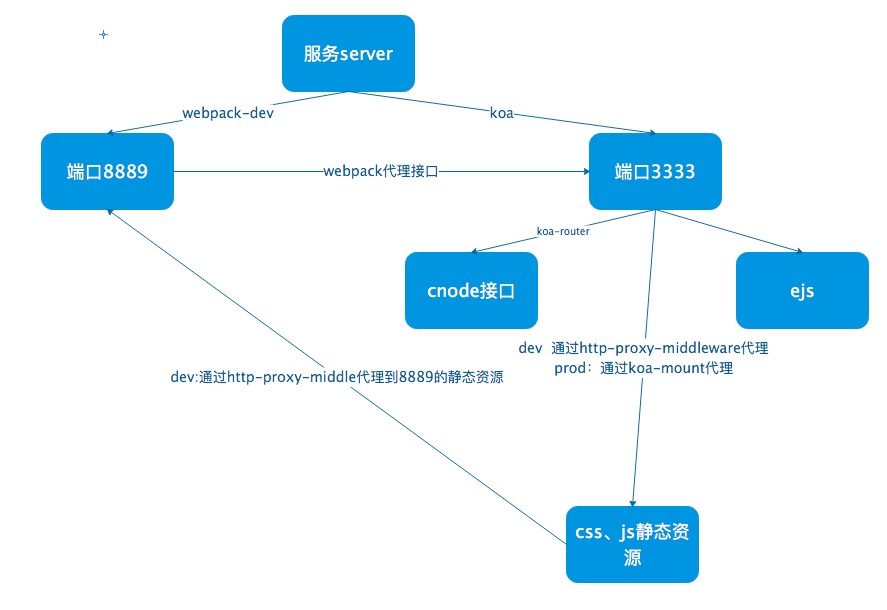 服务server
webpack-dev
koa
端口8889
webpack代理接口
端口3333
koa-router
cnode接口
ejs
dev 通过http-proxy-middleware代理
prod：通过koa-mount代理
dev:通过http-proxy-middle代理到8889的静态资源
css、js静态资
源